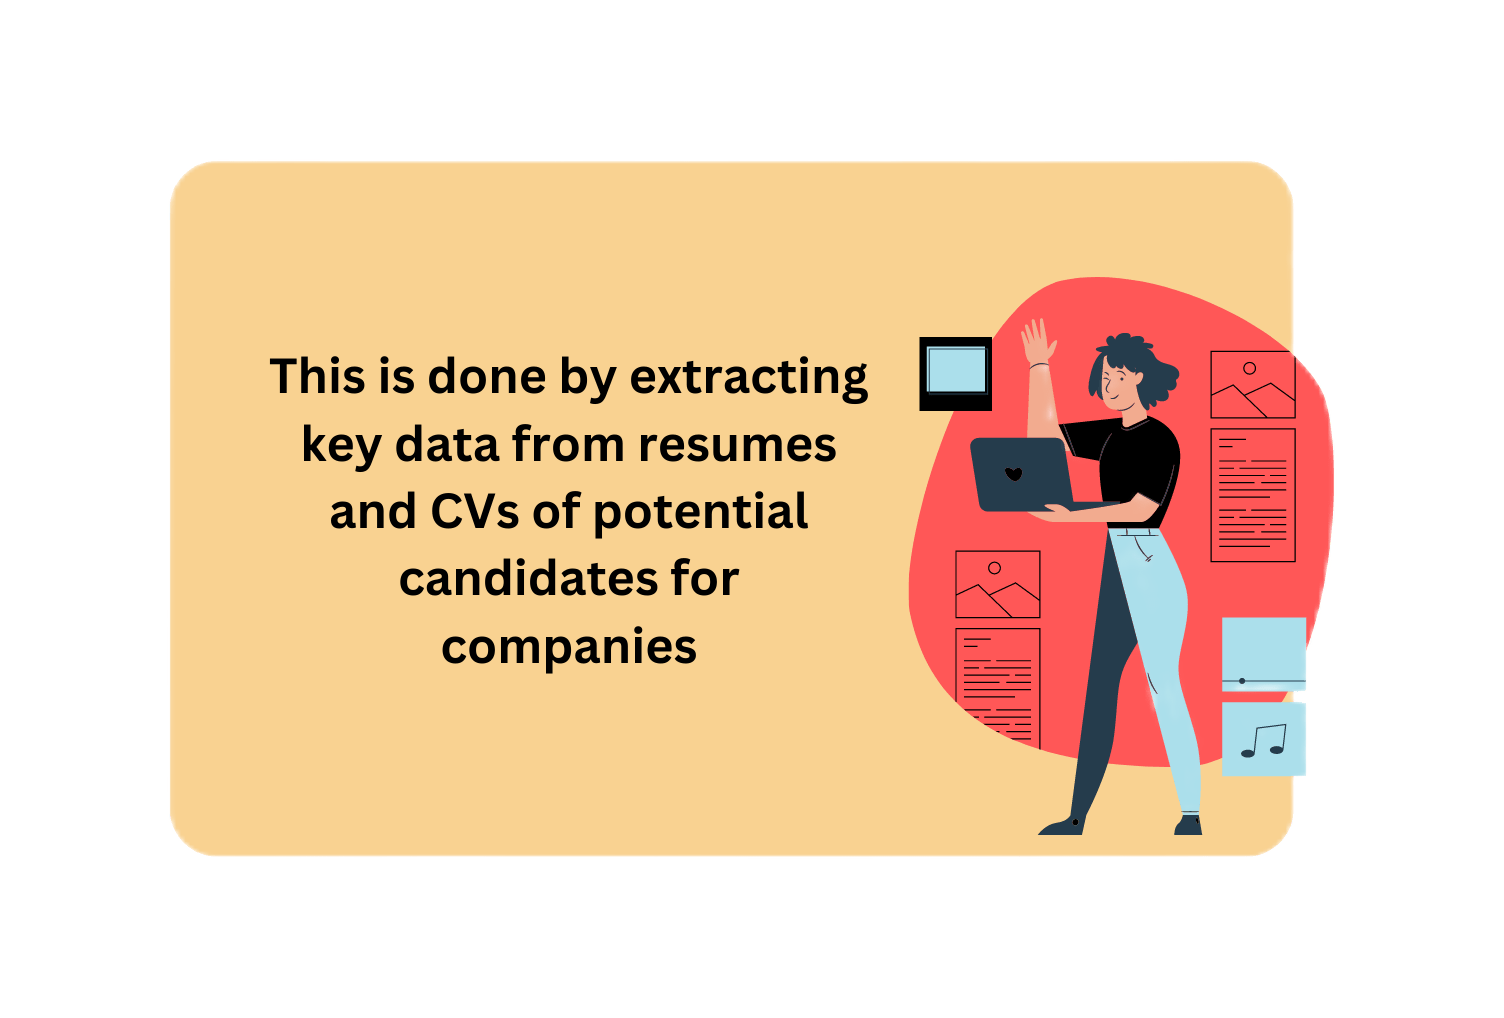 This is done by extracting
key data from resumes
and CVs of potential
candidates for
companies